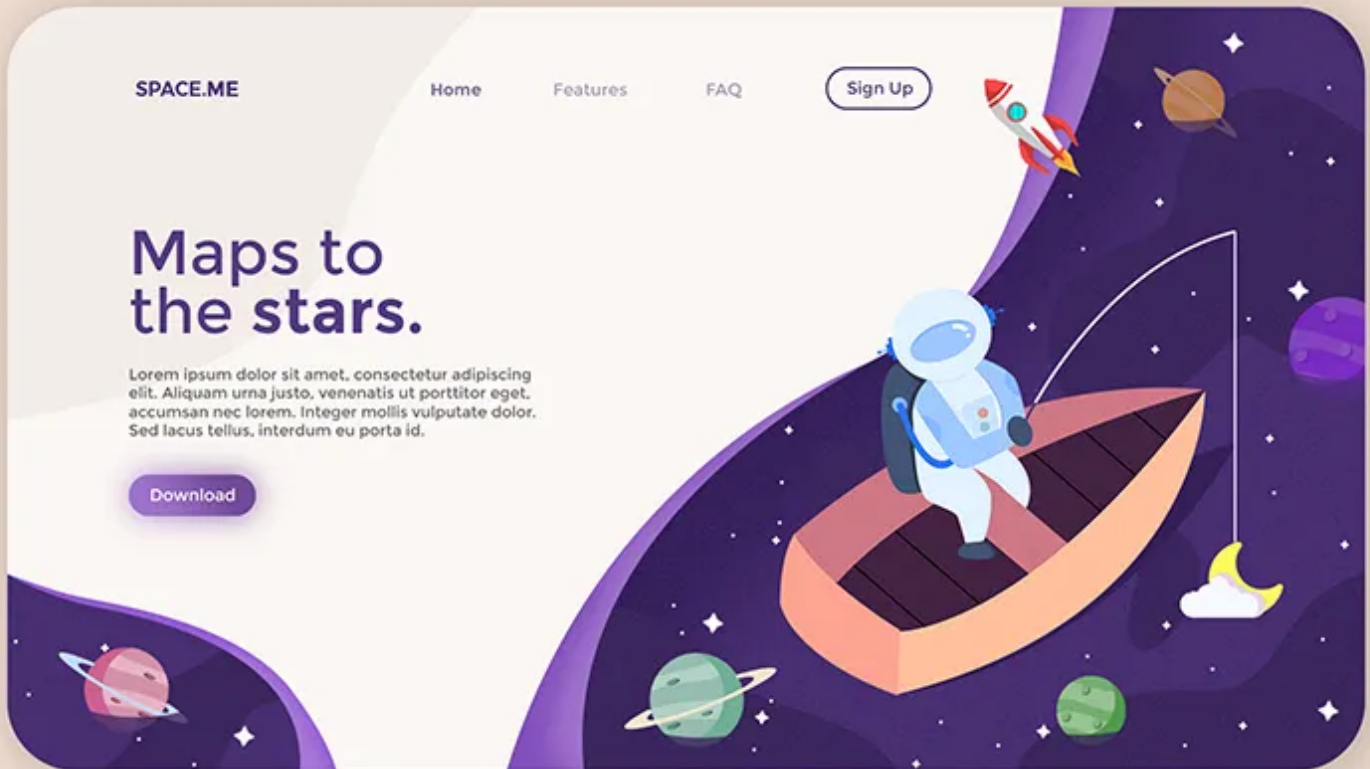 SPACE.ME
Home
Features
FAQ
Sign Up
Maps to
the stars.
Lorem ipsum dolor sit amet, consectetur adipiscing
elit. Aliquam urna justo, venenatis ut porttitor eget,
accumsan nec lorem. Integer mollis vulputate dolor.
Sed lacus tellus, interdum eu porta id.
Download